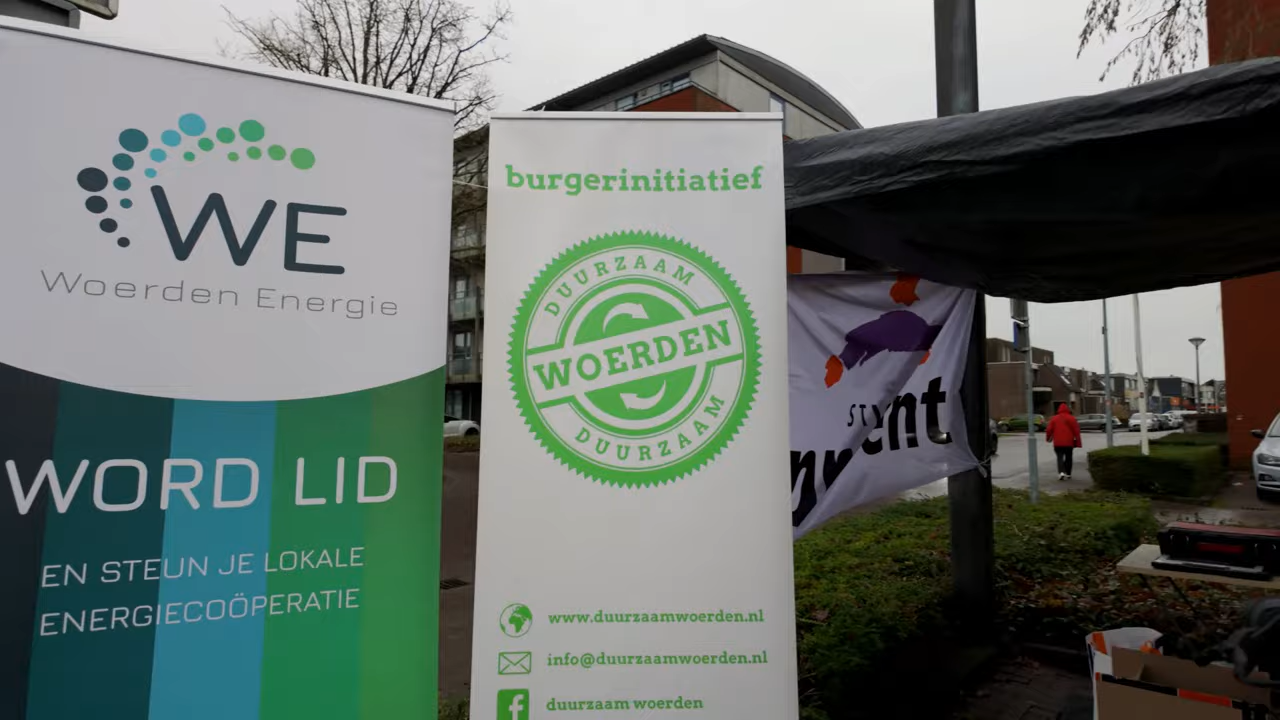 WE
Woerden Energie
WORD LID
EN STEUN JE LOKALE
ENERGIECOÖPERATIE
burgerinitiatief
DUURZAAM
WOERDEN
DUURZAAM
www.duurzaamwoerden.nl
info@duurzaamwoerden.nl
f duurzaam woerden